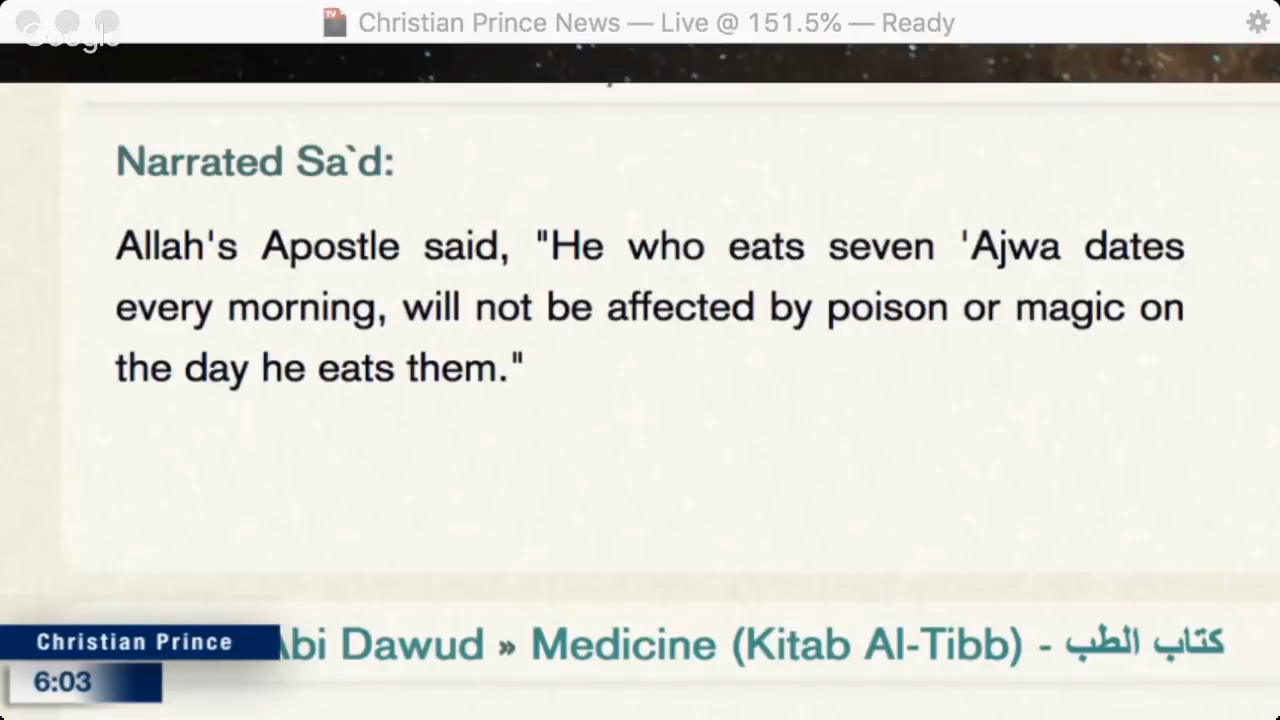 Christian Prince News — Live @ 151.5% — Ready
Google
Narrated Sa`d:
Allah's Apostle said, "He who eats seven 'Ajwa dates
every morning, will not be affected by poison or magic on
the day he eats them."
Christian Prince
Abi Dawud » Medicine (Kitab Al-Tibb) - كتاب الطب
6:03